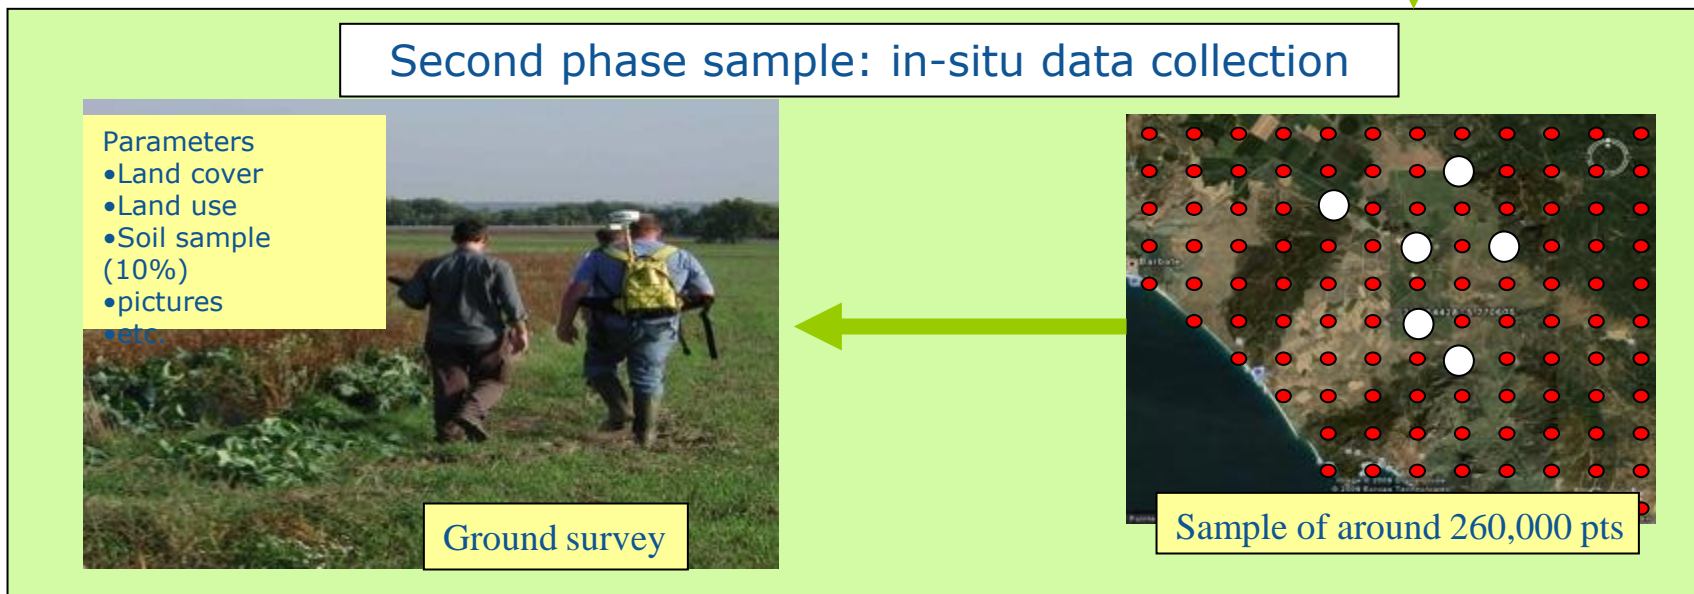 Second phase sample: in-situ data collection
Parameters
•Land cover
•Land use
•Soil sample
(10%)
•pictures
•etc.
Ground survey
Barbate
Sample of around 260,000 pts